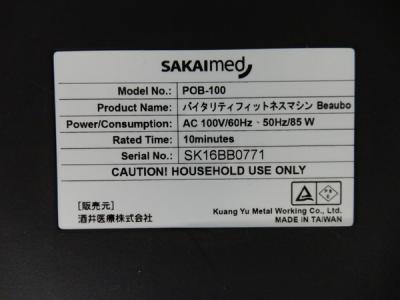 SAKAImed
Model No.: POB-100
Product Name: バイタリティフィットネスマシン Beaubo
Power/Consumption: AC 100V/60Hz、50Hz/85 W
Rated Time: 10minutes
Serial No.: SK16BB0771
CAUTION! HOUSEHOLD USE ONLY
[販売元]
酒井医療株式会社
Kuang Yu Metal Working Co., Ltd.
MADE IN TAIWAN